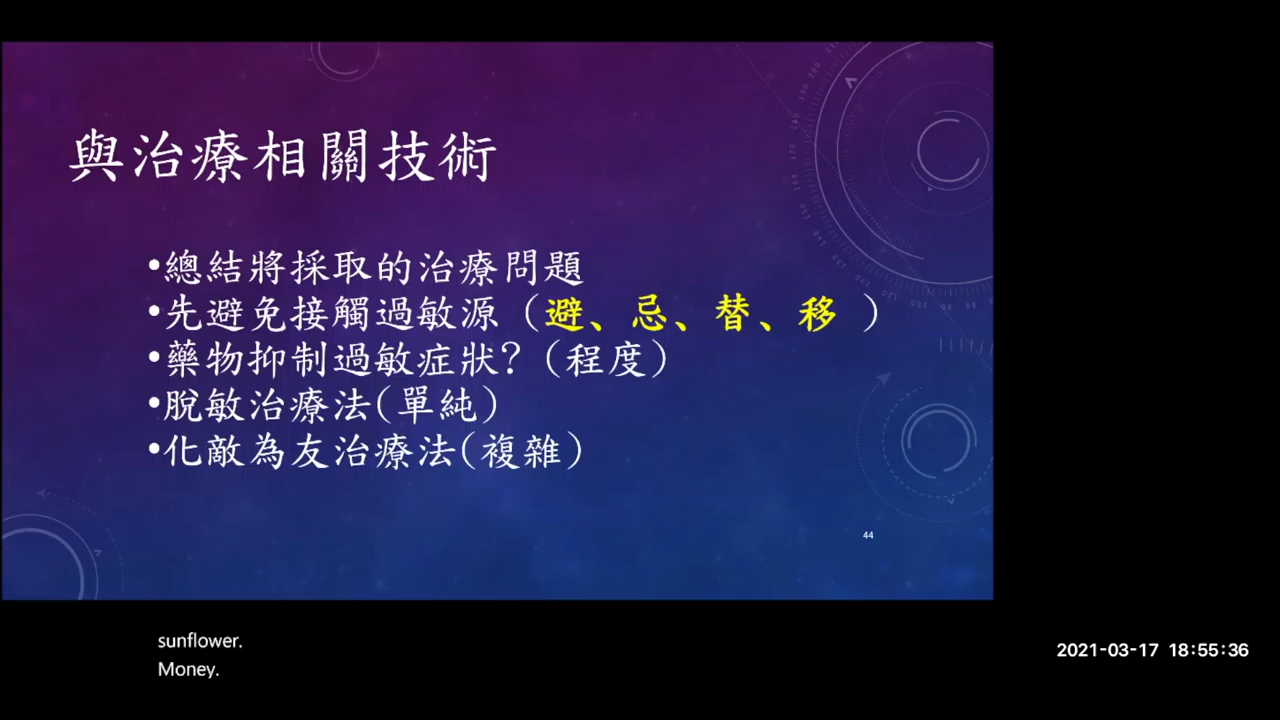 與治療相關技術
•總結將採取的治療問題
•先避免接觸過敏源（避、忌、替、移 ）
•藥物抑制過敏症狀?（程度）
•脫敏治療法(單純)
•化敵為友治療法(複雜)
44
sunflower.
Money.
2021-03-17 18:55:36